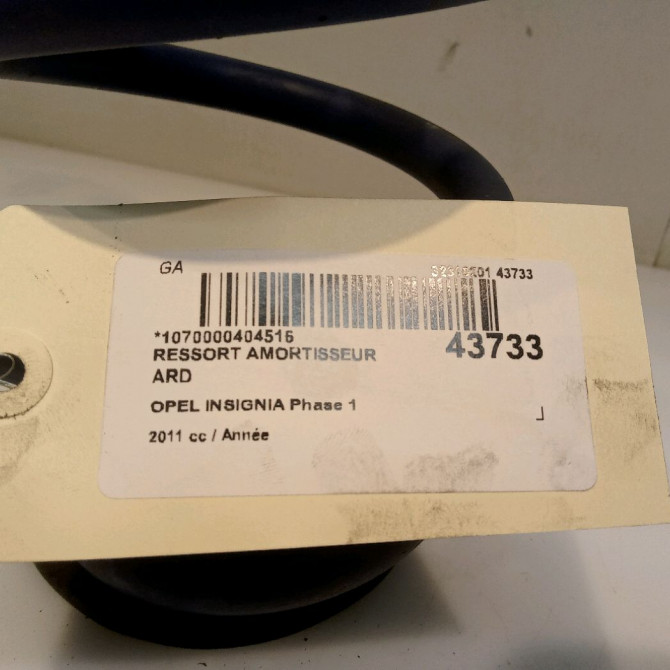 GA
43733
*1070000404516
43733
RESSORT AMORTISSEUR
ARD
OPEL INSIGNIA Phase 1
2011 cc / Année